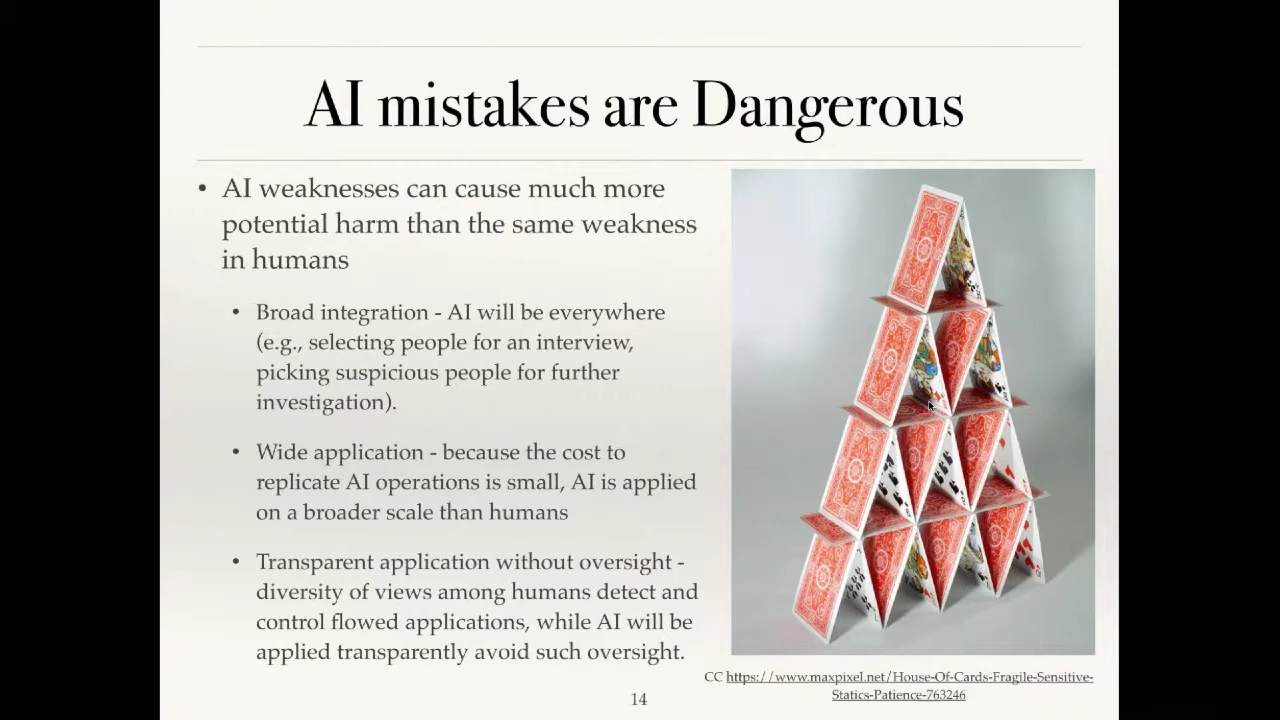 AI mistakes are Dangerous
• AI weaknesses can cause much more
potential harm than the same weakness
in humans
• Broad integration - AI will be everywhere
(e.g., selecting people for an interview,
picking suspicious people for further
investigation).
• Wide application - because the cost to
replicate AI operations is small, AI is applied
on a broader scale than humans
• Transparent application without oversight -
diversity of views among humans detect and
control flowed applications, while AI will be
applied transparently avoid such oversight.
CC https://www.maxpixel.net/House-Of-Cards-Fragile-Sensitive-
Statics-Patience-763246
14